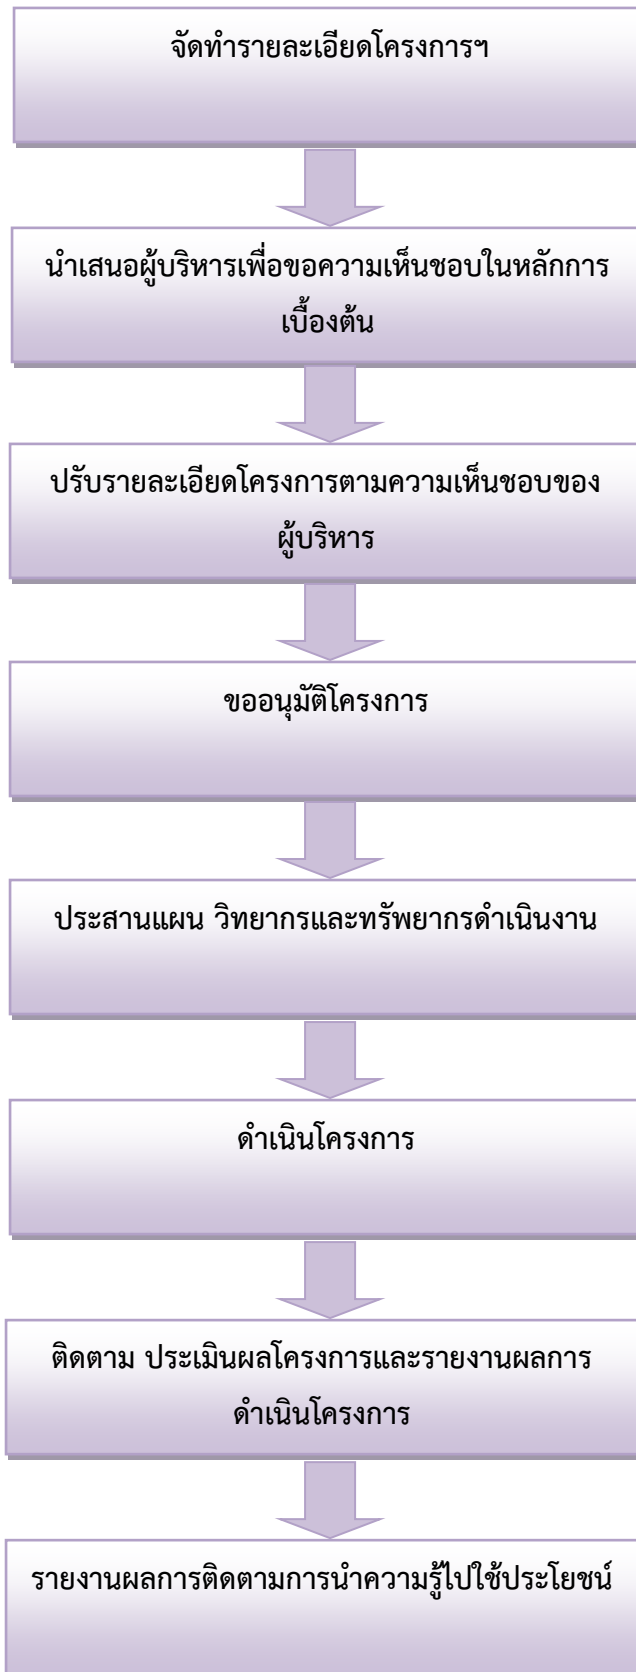 จัดทำรายละเอียดโครงการฯ
นำเสนอผู้บริหารเพื่อขอความเห็นชอบในหลักการ
เบื้องต้น
ปรับรายละเอียดโครงการตามความเห็นชอบของ
ผู้บริหาร
ขออนุมัติโครงการ
ประสานแผน วิทยากรและทรัพยากรดำเนินงาน
ดำเนินโครงการ
ติดตาม ประเมินผลโครงการและรายงานผลการ
ดำเนินโครงการ
รายงานผลการติดตามการนำความรู้ไปใช้ประโยชน์